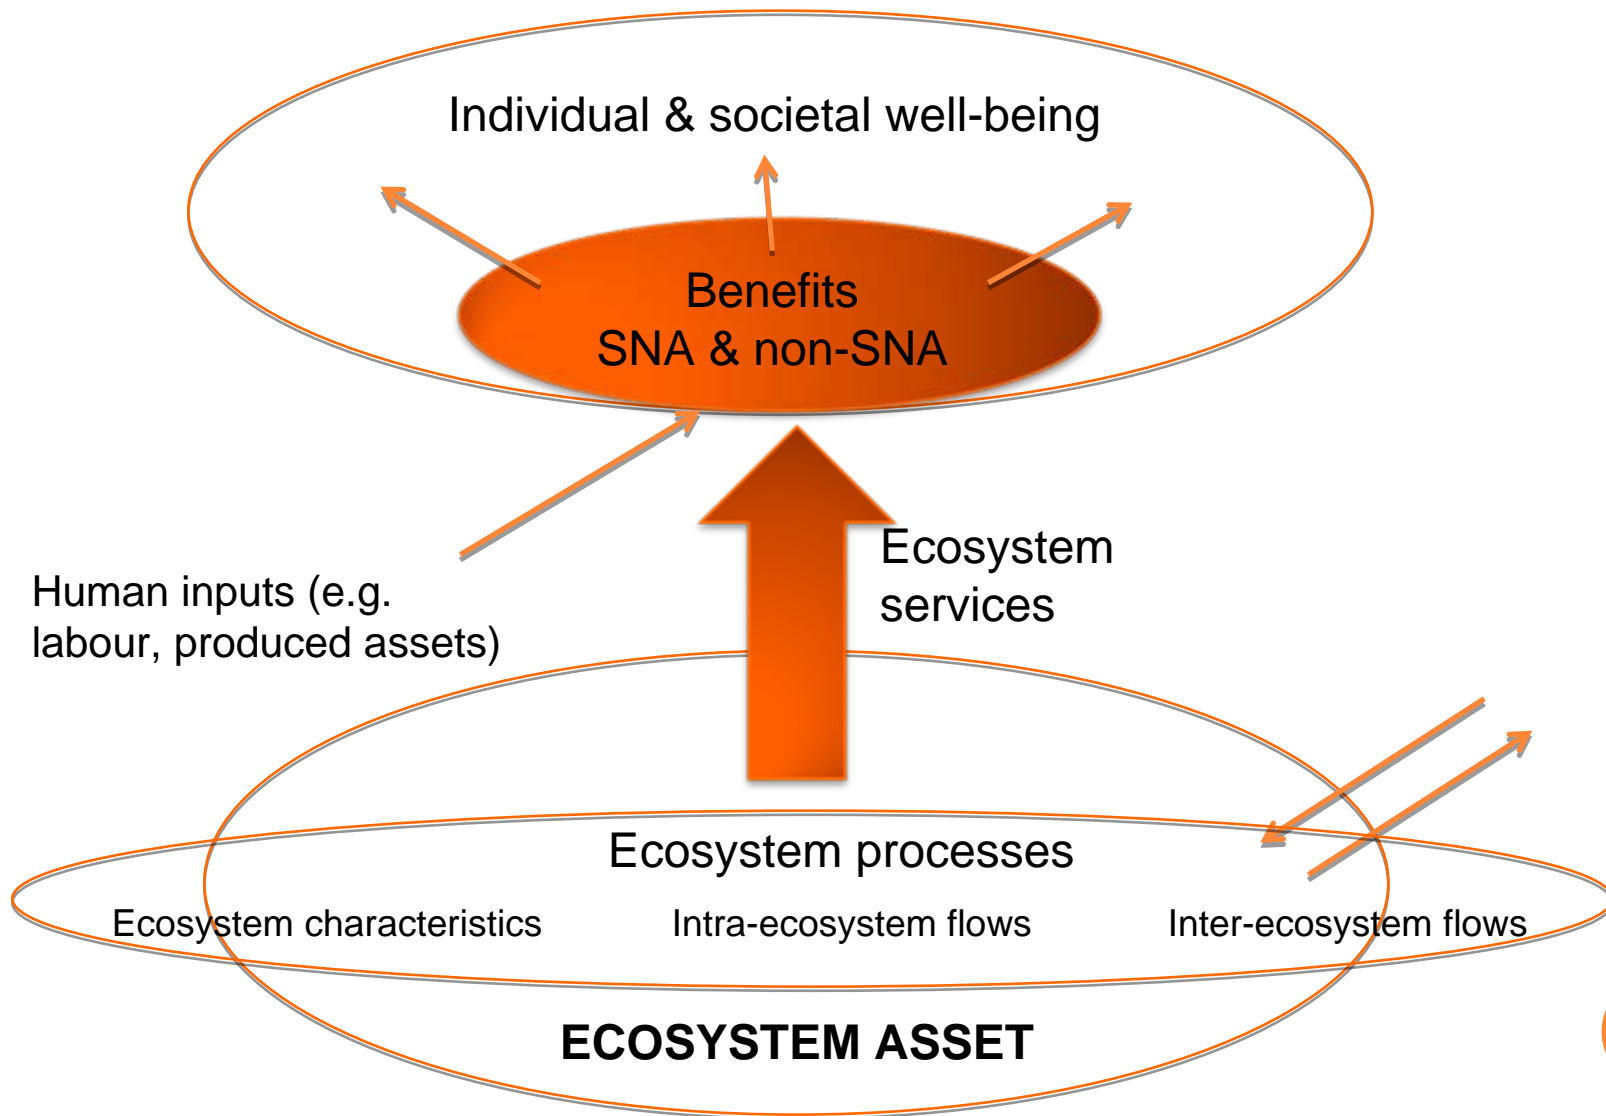 Individual & societal well-being
Benefits
SNA & non-SNA
Ecosystem
services
Human inputs (e.g.
labour, produced assets)
Ecosystem processes
Ecosystem characteristics
Intra-ecosystem flows
Inter-ecosystem flows
ECOSYSTEM ASSET